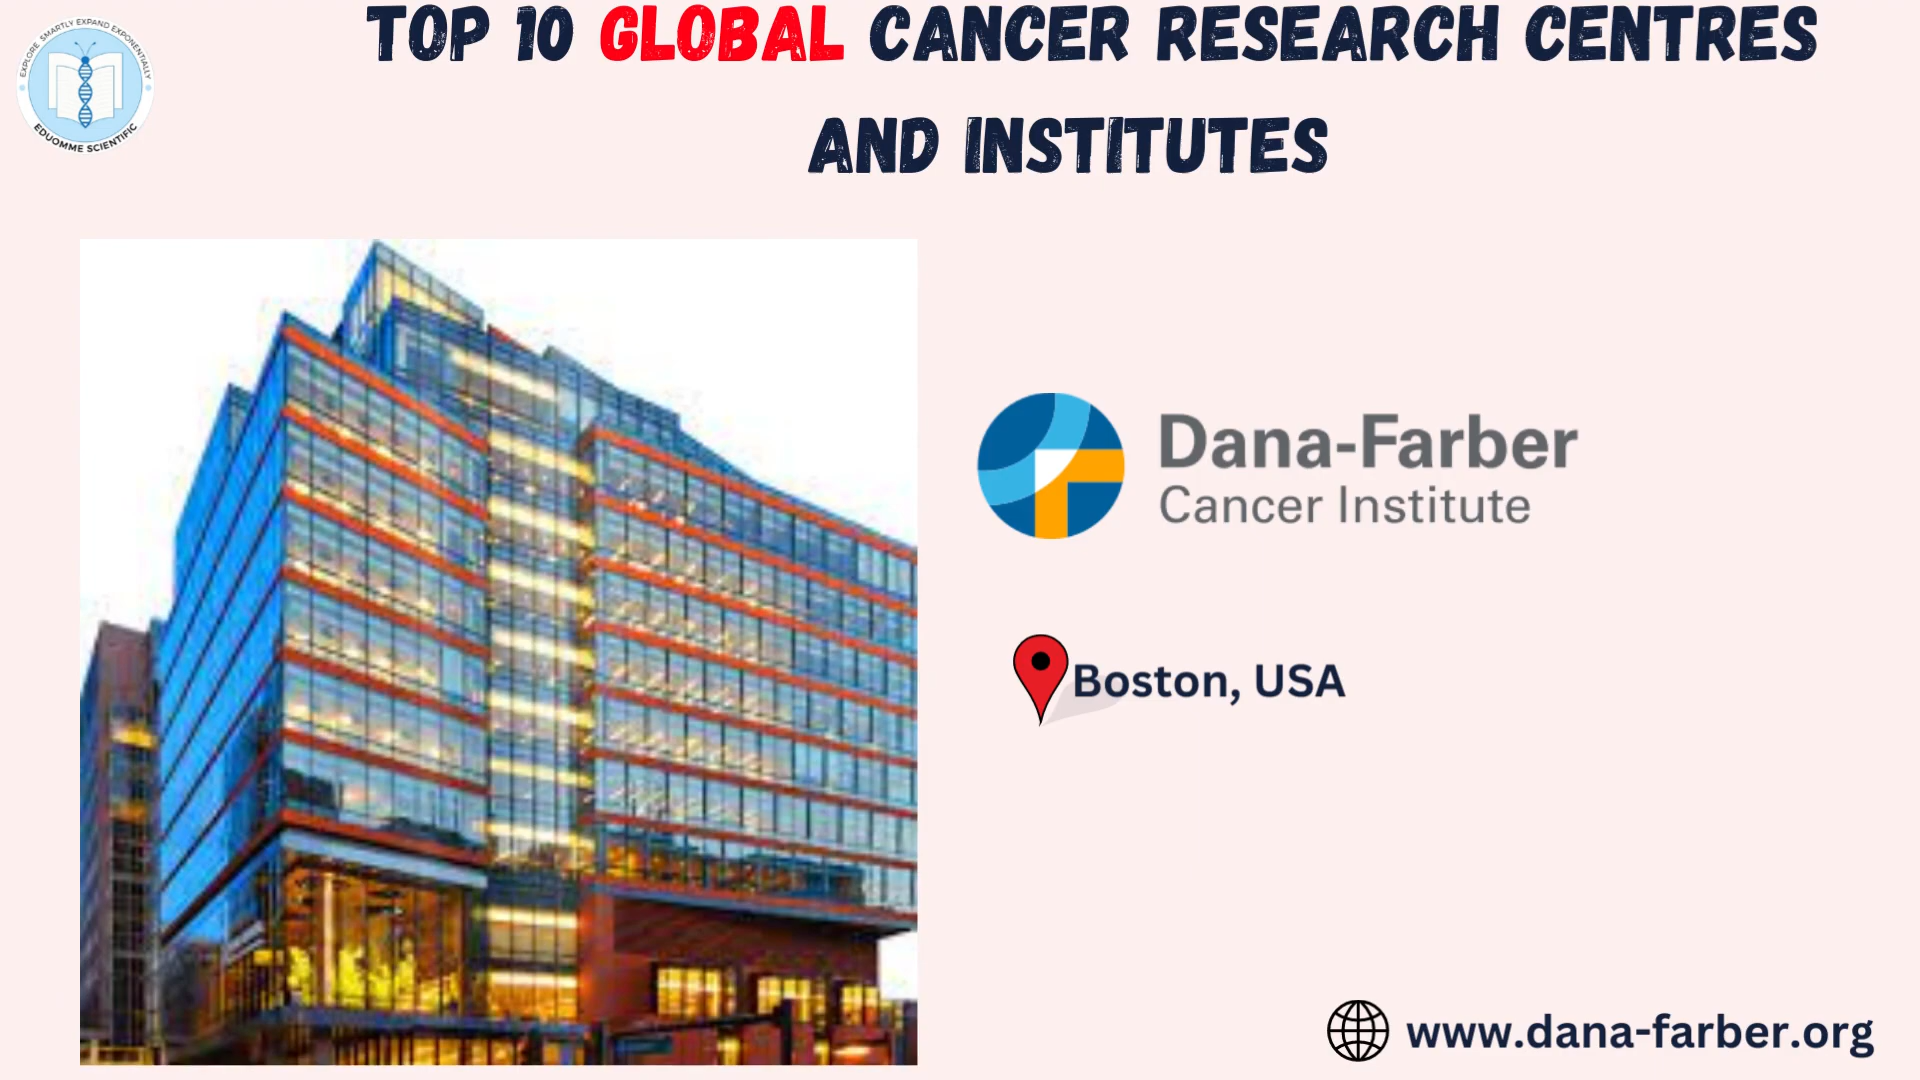 EXPLORE SMARTLY EXPAND EXPONENTIALLY
EDUOMME SCIENTIFIC
TOP 10 GLOBAL CANCER RESEARCH CENTRES
AND INSTITUTES
Dana-Farber
Cancer Institute
Boston, USA
www.dana-farber.org